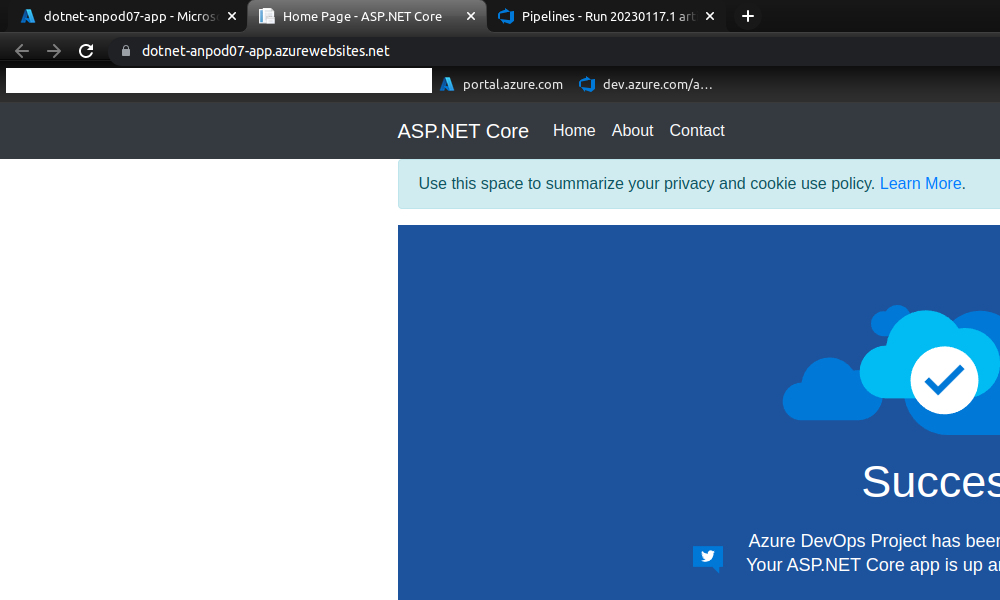 dotnet-anpod07-app - Micros
Home Page - ASP.NET Core
Pipelines - Run 20230117.1 art
dotnet-anpod07-app.azurewebsites.net
portal.azure.com
dev.azure.com/a...
ASP.NET Core Home About Contact
Use this space to summarize your privacy and cookie use policy. Learn More.
Succes
Azure DevOps Project has been
Your ASP.NET Core app is up a